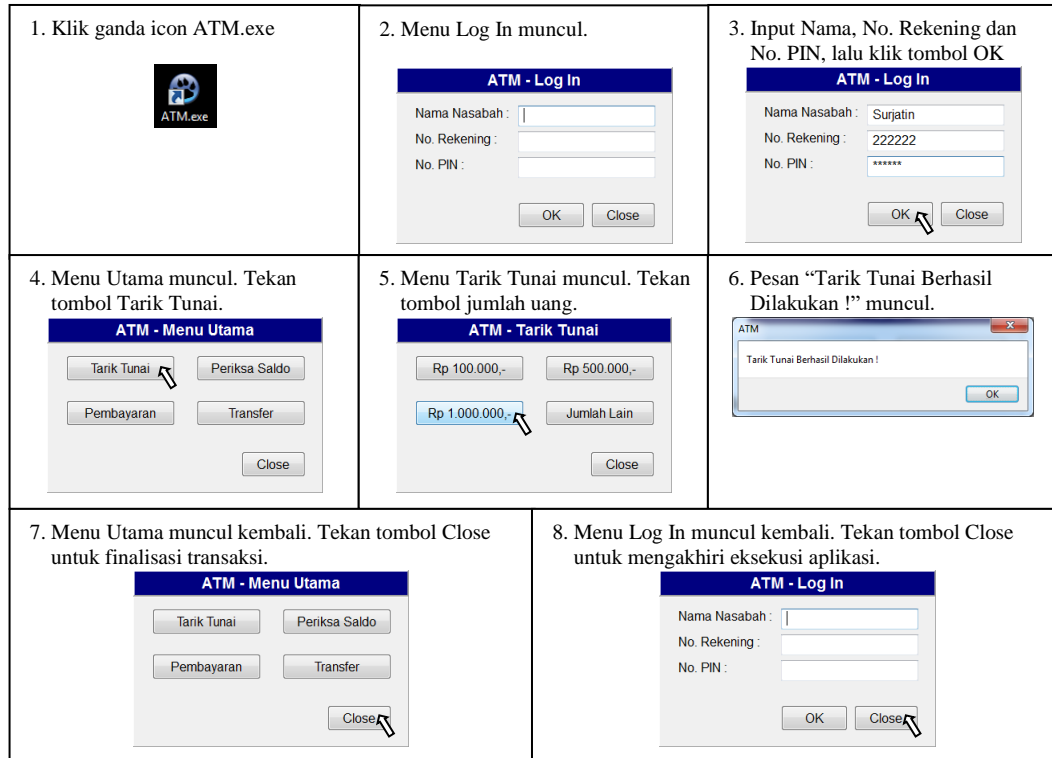 1. Klik ganda icon ATM.exe
ATM.exe
2. Menu Log In muncul.
ATM - Log In
Nama Nasabah :
No. Rekening :
No. PIN :
OK Close
3. Input Nama, No. Rekening dan
No. PIN, lalu klik tombol OK
ATM - Log In
Nama Nasabah : Surjatin
No. Rekening : 222222
No. PIN : ******
OK Close
4. Menu Utama muncul. Tekan
tombol Tarik Tunai.
ATM - Menu Utama
Tarik Tunai Periksa Saldo
Pembayaran Transfer
Close
5. Menu Tarik Tunai muncul. Tekan
tombol jumlah uang.
ATM - Tarik Tunai
Rp 100.000,- Rp 500.000,-
Rp 1.000.000,- Jumlah Lain
Close
6. Pesan “Tarik Tunai Berhasil
Dilakukan !” muncul.
ATM
Tarik Tunai Berhasil Dilakukan !
OK
7. Menu Utama muncul kembali. Tekan tombol Close
untuk finalisasi transaksi.
ATM - Menu Utama
Tarik Tunai Periksa Saldo
Pembayaran Transfer
Close
8. Menu Log In muncul kembali. Tekan tombol Close
untuk mengakhiri eksekusi aplikasi.
ATM - Log In
Nama Nasabah :
No. Rekening :
No. PIN :
OK Close